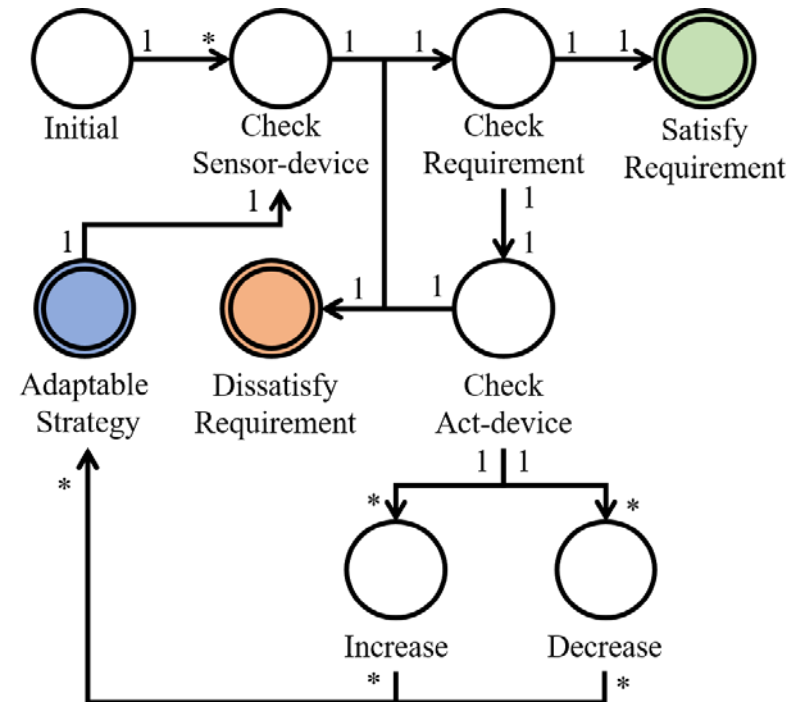 1 * 1 1 1 1
Initial
Check
Sensor-device
Check
Requirement
Satisfy
Requirement
1 1
1 1
1 1
Adaptable
Strategy
Dissatisfy
Requirement
Check
Act-device
1 1
*
* *
Increase
Decrease
* *